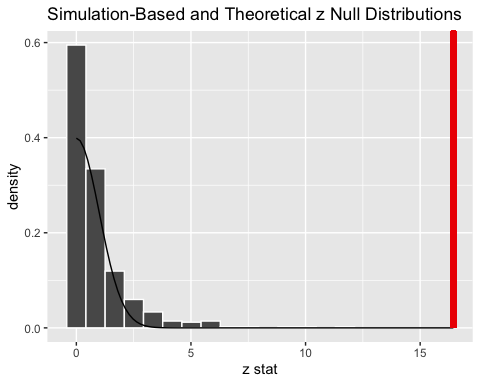 Simulation-Based and Theoretical z Null Distributions
0.6
0.4
0.2
0.0
density
0 5 10 15
z stat